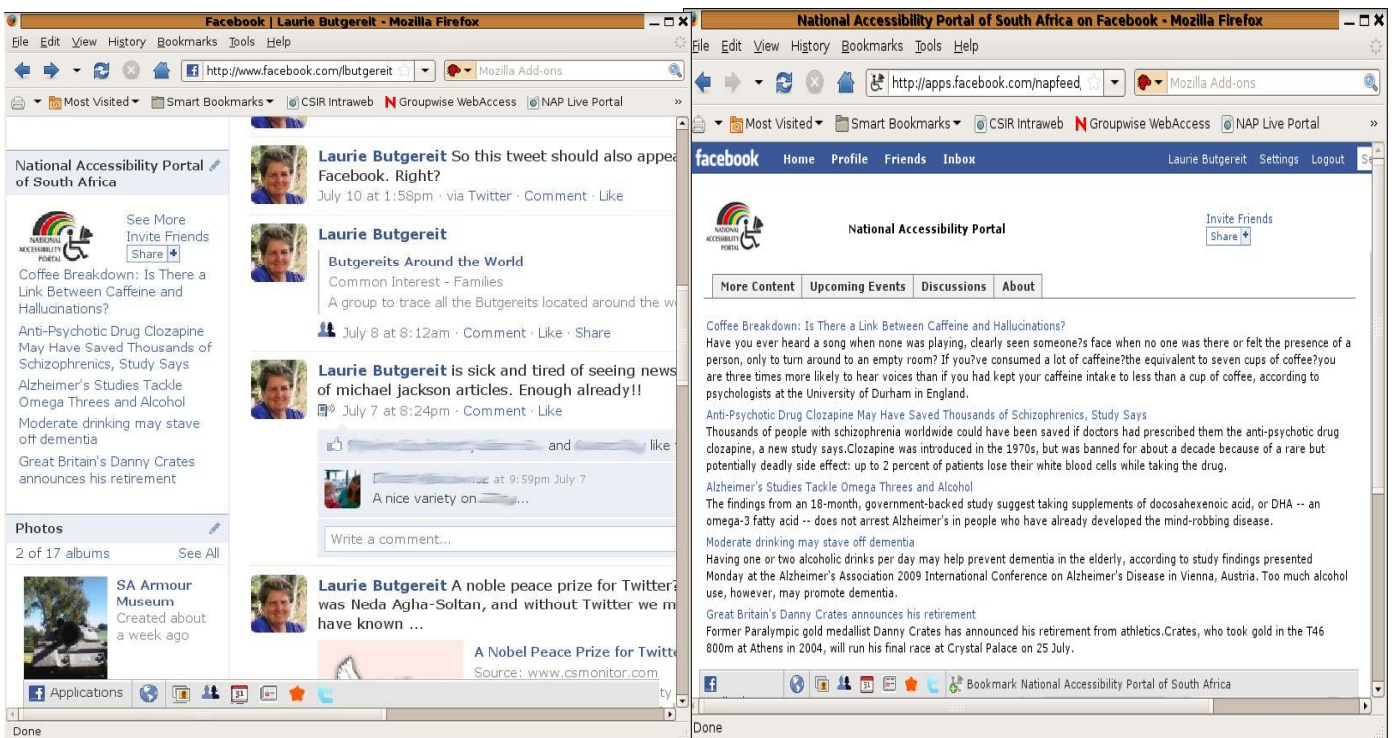 Facebook | Laurie Butgereit - Mozilla Firefox
File Edit View History Bookmarks Tools Help
http://www.facebook.com/lbutgereit
Mozilla Add-ons
Most Visited Smart Bookmarks CSIR Intraweb Groupwise WebAccess NAP Live Portal »
National Accessibility Portal
of South Africa
NATIONAL
ACCESSIBILITY
PORTAL
See More
Invite Friends
Share +
Coffee Breakdown: Is There a
Link Between Caffeine and
Hallucinations?
Anti-Psychotic Drug Clozapine
May Have Saved Thousands of
Schizophrenics, Study Says
Alzheimer's Studies Tackle
Omega Threes and Alcohol
Moderate drinking may stave
off dementia
Great Britain's Danny Crates
announces his retirement
Photos
2 of 17 albums See All
SA Armour
Museum
Created about
a week ago
Laurie Butgereit So this tweet should also appea
Facebook. Right?
July 10 at 1:58pm · via Twitter · Comment · Like
Laurie Butgereit
Butgereits Around the World
Common Interest - Families
A group to trace all the Butgereits located around the w
July 8 at 8:12am · Comment · Like · Share
Laurie Butgereit is sick and tired of seeing news
of michael jackson articles. Enough already!!
July 7 at 8:24pm · Comment · Like
and like
at 9:59pm July 7
A nice variety on ...
Write a comment...
Laurie Butgereit A noble peace prize for Twitter?
was Neda Agha-Soltan, and without Twitter we m
have known ...
A Nobel Peace Prize for Twitte
Source: www.csmonitor.com
ty
Applications
31
Done
National Accessibility Portal of South Africa on Facebook - Mozilla Firefox
File Edit View History Bookmarks Tools Help
http://apps.facebook.com/napfeed
Mozilla Add-ons
Most Visited Smart Bookmarks CSIR Intraweb Groupwise WebAccess NAP Live Portal »
facebook Home Profile Friends Inbox Laurie Butgereit Settings Logout Se
NATIONAL
ACCESSIBILITY
PORTAL
National Accessibility Portal
Invite Friends
Share +
More Content Upcoming Events Discussions About
Coffee Breakdown: Is There a Link Between Caffeine and Hallucinations?
Have you ever heard a song when none was playing, clearly seen someone?s face when no one was there or felt the presence of a
person, only to turn around to an empty room? If you?ve consumed a lot of caffeine?the equivalent to seven cups of coffee?you
are three times more likely to hear voices than if you had kept your caffeine intake to less than a cup of coffee, according to
psychologists at the University of Durham in England.
Anti-Psychotic Drug Clozapine May Have Saved Thousands of Schizophrenics, Study Says
Thousands of people with schizophrenia worldwide could have been saved if doctors had prescribed them the anti-psychotic drug
clozapine, a new study says.Clozapine was introduced in the 1970s, but was banned for about a decade because of a rare but
potentially deadly side effect: up to 2 percent of patients lose their white blood cells while taking the drug.
Alzheimer's Studies Tackle Omega Threes and Alcohol
The findings from an 18-month, government-backed study suggest taking supplements of docosahexenoic acid, or DHA -- an
omega-3 fatty acid -- does not arrest Alzheimer's in people who have already developed the mind-robbing disease.
Moderate drinking may stave off dementia
Having one or two alcoholic drinks per day may help prevent dementia in the elderly, according to study findings presented
Monday at the Alzheimer's Association 2009 International Conference on Alzheimer's Disease in Vienna, Austria. Too much alcohol
use, however, may promote dementia.
Great Britain's Danny Crates announces his retirement
Former Paralympic gold medallist Danny Crates has announced his retirement from athletics.Crates, who took gold in the T46
800m at Athens in 2004, will run his final race at Crystal Palace on 25 July.
31
Bookmark National Accessibility Portal of South Africa
Done